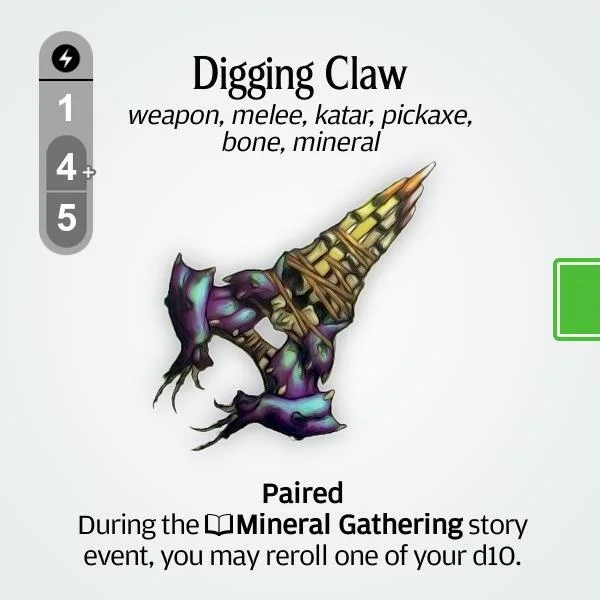 Digging Claw
weapon, melee, katar, pickaxe,
bone, mineral
1
4+
5
Paired
During the Mineral Gathering story
event, you may reroll one of your d10.